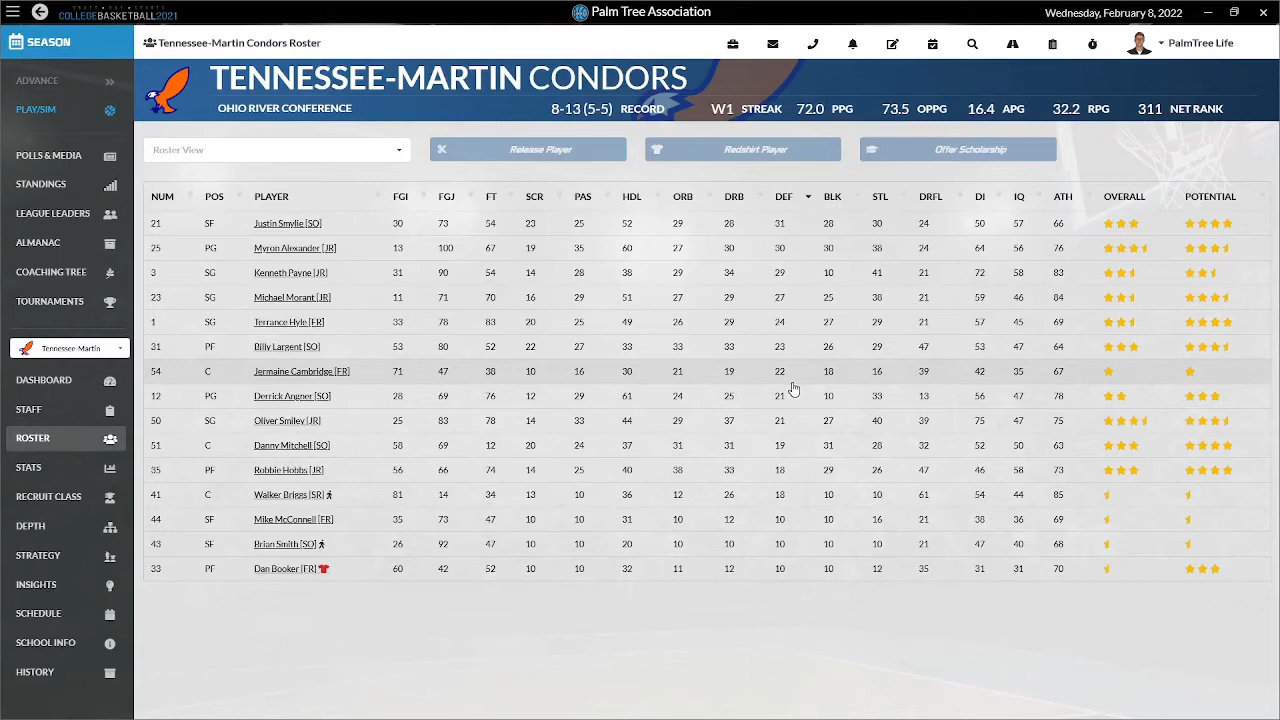 DRAFT DAY SPORTS
COLLEGE BASKETBALL 2021
Palm Tree Association
Wednesday, February 8, 2022
SEASON
Tennessee-Martin Condors Roster
PalmTree Life
ADVANCE
PLAY/SIM
POLLS & MEDIA
STANDINGS
LEAGUE LEADERS
ALMANAC
COACHING TREE
TOURNAMENTS
Tennessee-Martin
DASHBOARD
STAFF
ROSTER
STATS
RECRUIT CLASS
DEPTH
STRATEGY
INSIGHTS
SCHEDULE
SCHOOL INFO
HISTORY
TENNESSEE-MARTIN CONDORS
OHIO RIVER CONFERENCE 8-13 (5-5) RECORD W1 STREAK 72.0 PPG 73.5 OPPG 16.4 APG 32.2 RPG 311 NET RANK
Roster View Release Player Redshirt Player Offer Scholarship
NUM POS PLAYER FGI FGJ FT SCR PAS HDL ORB DRB DEF BLK STL DRFL DI IQ ATH OVERALL POTENTIAL
21 SF Justin Smylie [SO] 30 73 54 23 25 52 29 28 31 28 30 24 50 57 66
25 PG Myron Alexander [JR] 13 100 67 19 35 60 27 30 30 30 38 24 64 56 76
3 SG Kenneth Payne [JR] 31 90 54 14 28 38 29 34 29 10 41 21 72 58 83
23 SG Michael Morant [JR] 11 71 70 16 29 51 27 29 27 25 38 21 59 46 84
1 SG Terrance Hyle [FR] 33 78 83 20 25 49 26 29 24 27 29 21 57 45 69
31 PF Billy Largent [SO] 53 80 52 22 27 33 33 33 23 26 29 47 53 47 64
54 C Jermaine Cambridge [FR] 71 47 38 10 16 30 21 19 22 18 16 39 42 35 67
12 PG Derrick Angner [SO] 28 69 76 12 29 61 24 25 21 10 33 13 56 47 78
50 SG Oliver Smiley [JR] 25 83 76 14 33 44 29 37 21 27 40 39 75 47 75
51 C Danny Mitchell [SO] 58 69 12 20 24 37 31 31 19 31 28 32 52 50 63
35 PF Robbie Hobbs [JR] 56 66 74 14 25 40 38 33 18 29 26 47 46 58 73
41 C Walker Briggs [SR] 81 14 34 13 10 36 12 26 18 10 10 61 54 44 85
44 SF Mike McConnell [FR] 35 73 47 10 10 31 10 12 10 10 16 21 38 36 69
43 SF Brian Smith [SO] 26 92 47 10 10 20 10 10 10 10 10 21 47 40 68
33 PF Dan Booker [FR] 60 42 52 10 10 32 11 12 10 10 12 35 31 31 70